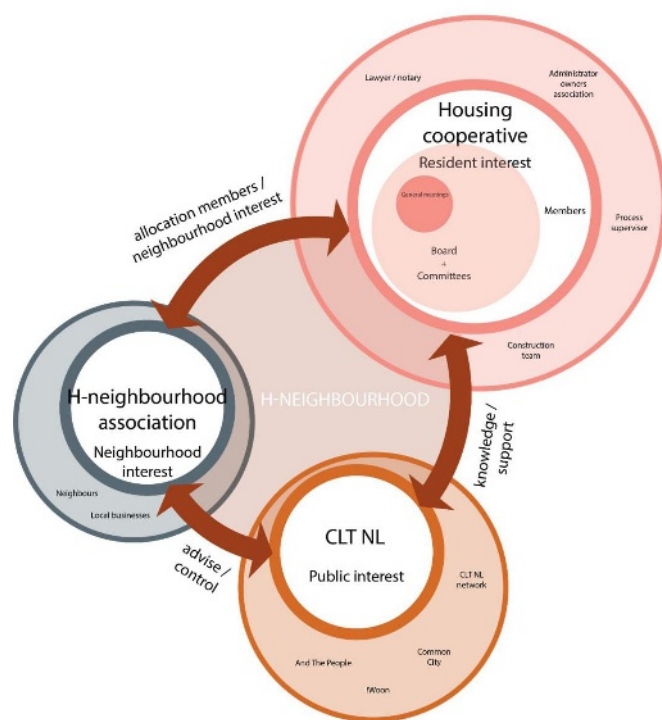 Lawyer / notary
Administrator
owners
association
Housing
cooperative
Resident interest
General meetings
Members
Board
+
Committees
Process
supervisor
Construction
team
allocation members /
neighbourhood interest
H-neighbourhood
association
Neighbourhood
interest
Neighbours
Local businesses
H-NEIGHBOURHOOD
knowledge /
support
advise /
control
CLT NL
Public interest
CLT NL
network
Common
City
And The People
!Woon